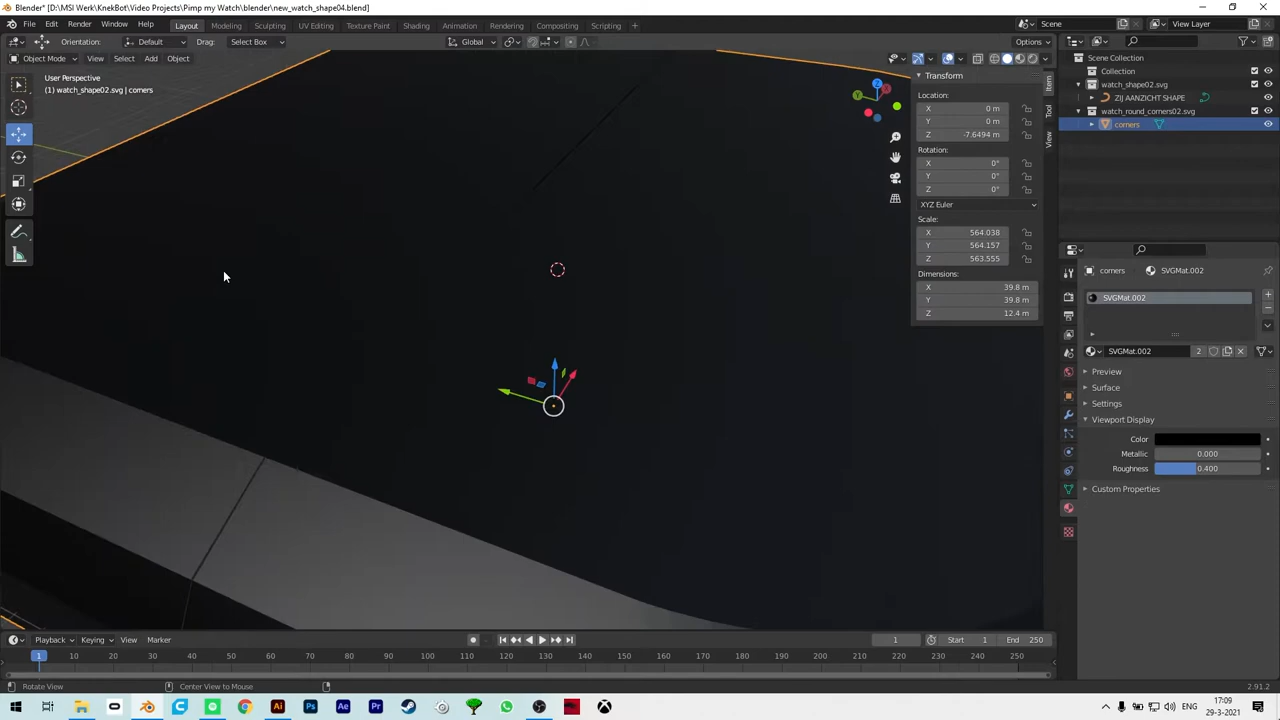 Blender* [D:\MSI Werk\KnekBot\Video Projects\Pimp my Watch\blender\new_watch_shape04.blend]
File Edit Render Window Help Layout Modeling Sculpting UV Editing Texture Paint Shading Animation Rendering Compositing Scripting + Scene View Layer
Orientation: Default Drag: Select Box Global Options
Object Mode View Select Add Object
User Perspective
(1) watch_shape02.svg | corners
Transform
Location:
X 0 m
Y 0 m
Z -7.6494 m
Rotation:
X 0°
Y 0°
Z 0°
XYZ Euler
Scale:
X 564.038
Y 564.157
Z 563.555
Dimensions:
X 39.8 m
Y 39.8 m
Z 12.4 m
Item
Tool
View
Z
Y
Scene Collection
Collection
watch_shape02.svg
ZIJ AANZICHT SHAPE
watch_round_corners02.svg
corners
corners SVGMat.002
SVGMat.002
SVGMat.002 2
Preview
Surface
Settings
Viewport Display
Color
Metallic 0.000
Roughness 0.400
Custom Properties
Playback Keying View Marker 1 Start 1 End 250
1 10 20 30 40 50 60 70 80 90 100 110 120 130 140 150 160 170 180 190 200 210 220 230 240 250
Rotate View Center View to Mouse 2.91.2
Ai Ps Ae Pr ENG 17:09
29-3-2021